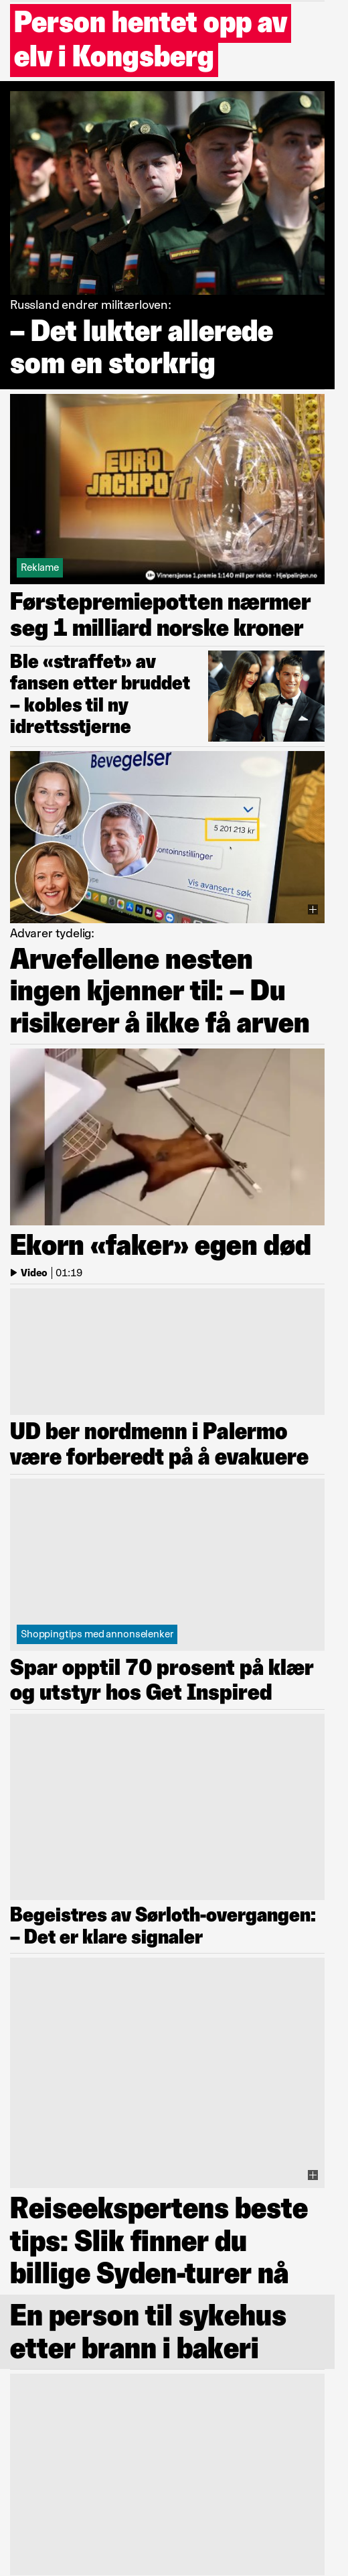 Person hentet opp av
elv i Kongsberg
Russland endrer militærloven:
– Det lukter allerede
som en storkrig
EURO
JACKPOT
Reklame
18+ Vinnersjanse 1.premie 1:140 mill per rekke - Hjelpelinjen.no
Førstepremiepotten nærmer
seg 1 milliard norske kroner
Ble «straffet» av
fansen etter bruddet
– kobles til ny
idrettsstjerne
Bevegelser
5 201 213 kr
ontoinnstillinger
Vis avansert søk
Advarer tydelig:
Arvefellene nesten
ingen kjenner til: – Du
risikerer å ikke få arven
Ekorn «faker» egen død
Video | 01:19
UD ber nordmenn i Palermo
være forberedt på å evakuere
Shoppingtips med annonselenker
Spar opptil 70 prosent på klær
og utstyr hos Get Inspired
Begeistres av Sørloth-overgangen:
– Det er klare signaler
Reiseekspertens beste
tips: Slik finner du
billige Syden-turer nå
En person til sykehus
etter brann i bakeri